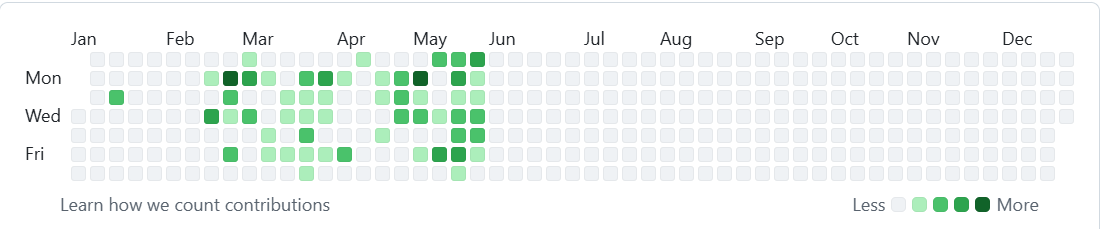 Jan Feb Mar Apr May Jun Jul Aug Sep Oct Nov Dec
Mon
Wed
Fri
Learn how we count contributions Less More